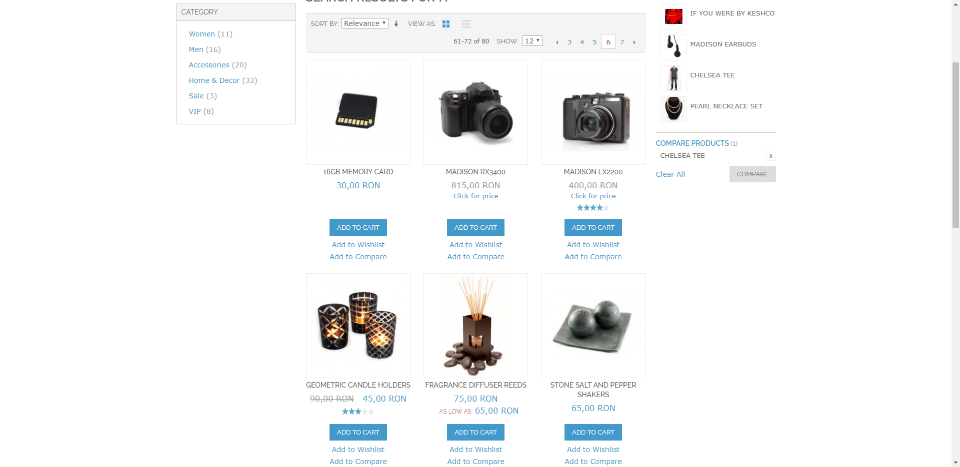 CATEGORY
Women (11)
Men (16)
Accessories (20)
Home & Decor (33)
Sale (3)
VIP (8)
SORT BY: Relevance VIEW AS:
61-72 of 80 SHOW: 12 3 4 5 6 7
16GB MEMORY CARD
30,00 RON
ADD TO CART
Add to Wishlist
Add to Compare
MADISON RX3400
815,00 RON
Click for price
ADD TO CART
Add to Wishlist
Add to Compare
MADISON LX2200
400,00 RON
Click for price
ADD TO CART
Add to Wishlist
Add to Compare
GEOMETRIC CANDLE HOLDERS
90,00 RON 45,00 RON
ADD TO CART
Add to Wishlist
Add to Compare
FRAGRANCE DIFFUSER REEDS
75,00 RON
AS LOW AS: 65,00 RON
ADD TO CART
Add to Wishlist
Add to Compare
STONE SALT AND PEPPER
SHAKERS
65,00 RON
ADD TO CART
Add to Wishlist
Add to Compare
IF YOU WERE BY KESHCO
MADISON EARBUDS
CHELSEA TEE
PEARL NECKLACE SET
COMPARE PRODUCTS (1)
CHELSEA TEE x
Clear All COMPARE